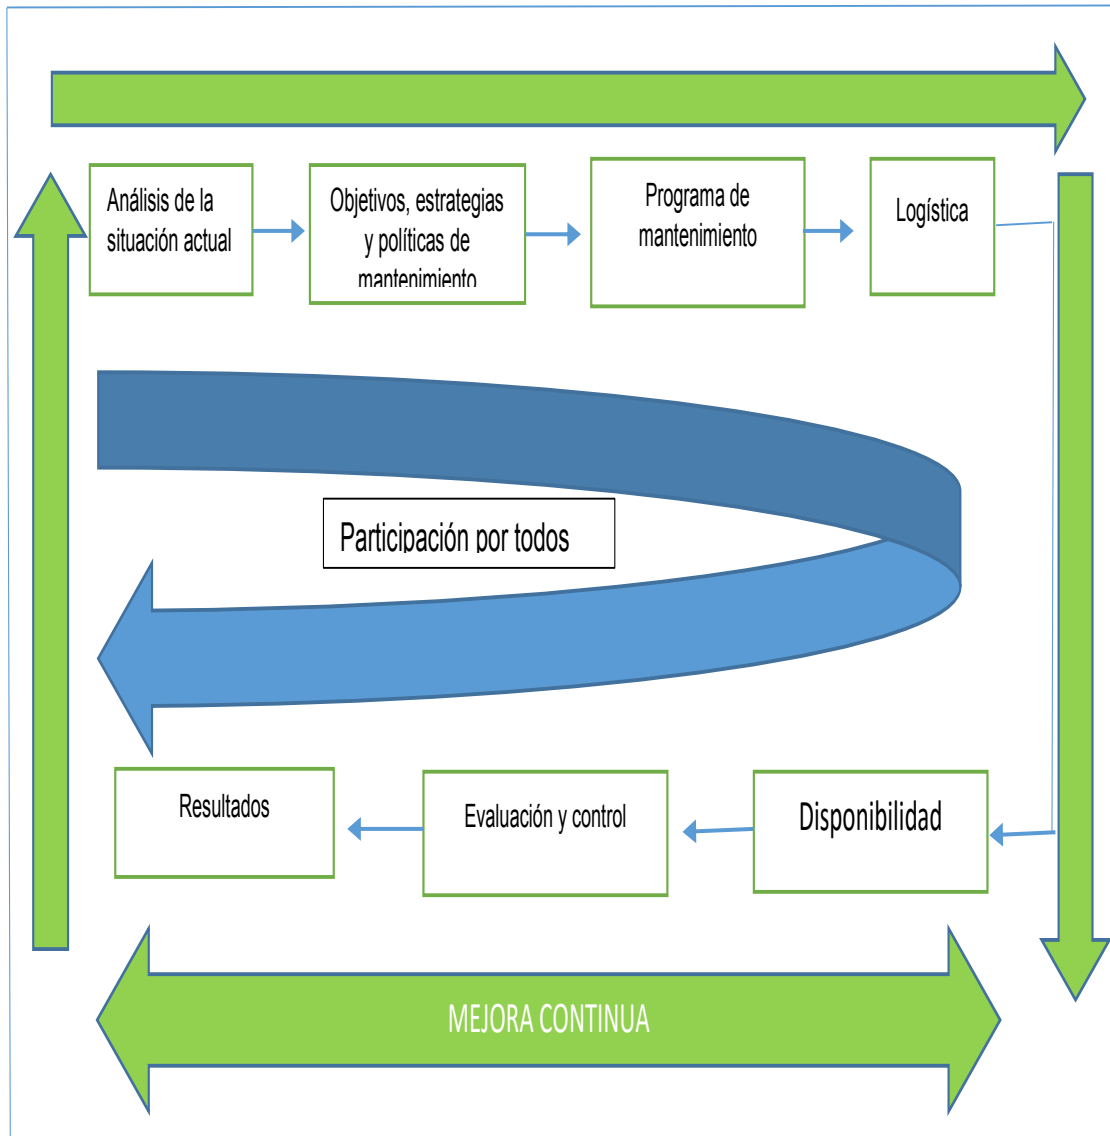 Análisis de la
situación actual
Objetivos, estrategias
y políticas de
mantenimiento
Programa de
mantenimiento
Logística
Participación por todos
Resultados
Evaluación y control
Disponibilidad
MEJORA CONTINUA